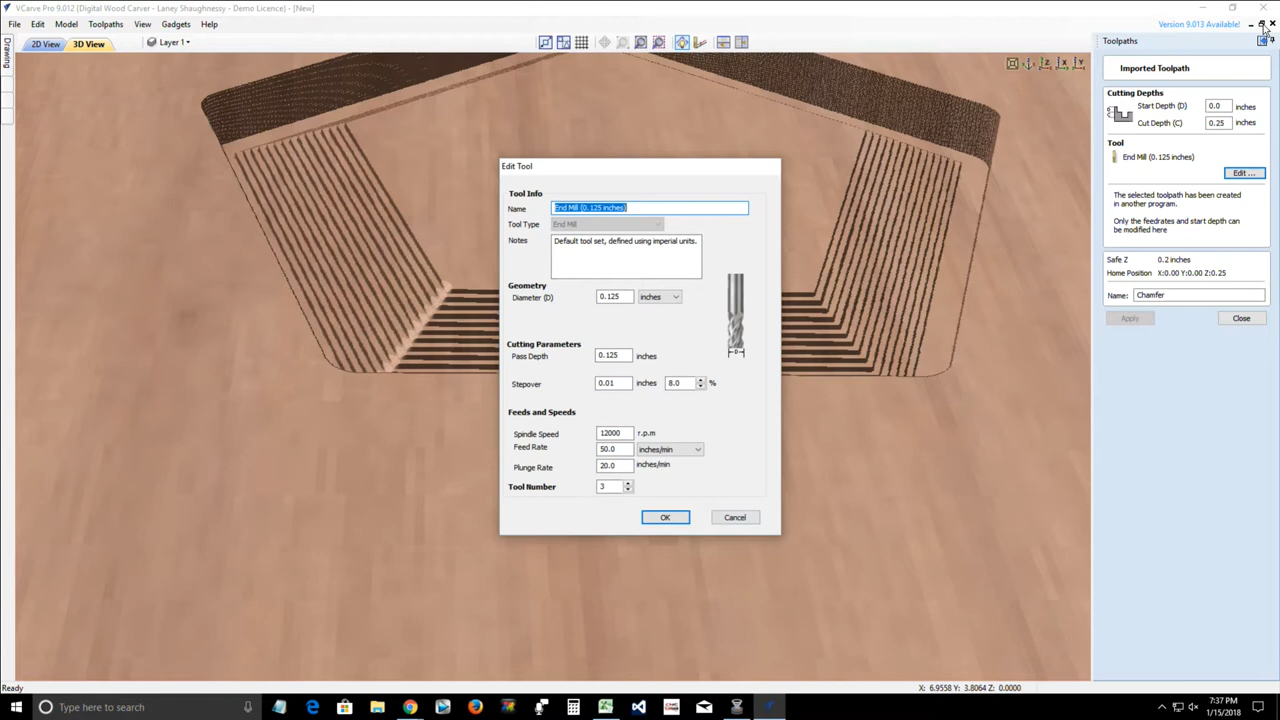 VCarve Pro 9.012 {Digital Wood Carver - Laney Shaughnessy - Demo Licence} - [New]
File Edit Model Toolpaths View Gadgets Help
Version 9.013 Available!
2D View 3D View Layer 1
Drawing
Toolpaths
Imported Toolpath
Cutting Depths
Start Depth (D) 0.0 inches
Cut Depth (C) 0.25 inches
Tool
End Mill (0.125 inches)
Edit ...
The selected toolpath has been created
in another program.
Only the feedrates and start depth can
be modified here
Safe Z 0.2 inches
Home Position X:0.00 Y:0.00 Z:0.25
Name: Chamfer
Apply Close
Edit Tool
Tool Info
Name End Mill (0.125 inches)
Tool Type End Mill
Notes Default tool set, defined using imperial units.
Geometry
Diameter (D) 0.125 inches
D
Cutting Parameters
Pass Depth 0.125 inches
Stepover 0.01 inches 8.0 %
Feeds and Speeds
Spindle Speed 12000 r.p.m
Feed Rate 50.0 inches/min
Plunge Rate 20.0 inches/min
Tool Number 3
OK Cancel
Ready
X: 6.9558 Y: 3.8064 Z: 0.0000
Type here to search
7:37 PM
1/15/2018